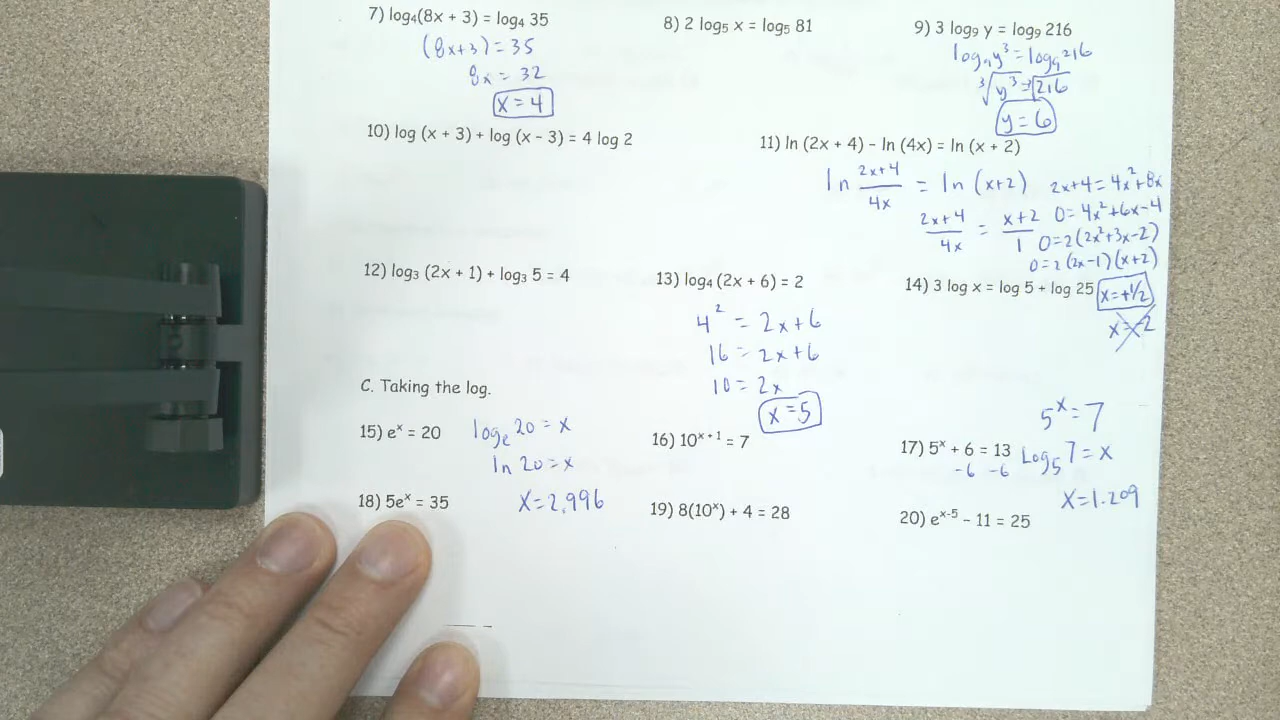 7) log₄(8x + 3) = log₄ 35
(8x+3) = 35
8x = 32
x = 4
8) 2 log₅ x = log₅ 81
9) 3 log₉ y = log₉ 216
log₉ y³ = log₉ 216
∛y³ = ∛216
y = 6
10) log (x + 3) + log (x - 3) = 4 log 2
11) ln (2x + 4) - ln (4x) = ln (x + 2)
ln (2x+4)/4x = ln (x+2)
(2x+4)/4x = (x+2)/1
2x+4 = 4x²+8x
0=4x²+6x-4
0=2(2x²+3x-2)
0=2(2x-1)(x+2)
x=+1/2
x=-2
12) log₃ (2x + 1) + log₃ 5 = 4
13) log₄ (2x + 6) = 2
4² = 2x+6
16 = 2x+6
10 = 2x
x = 5
14) 3 log x = log 5 + log 25
C. Taking the log.
15) eˣ = 20
logₑ 20 = x
ln 20 = x
x = 2.996
16) 10ˣ⁺¹ = 7
17) 5ˣ + 6 = 13
-6 -6
5ˣ = 7
Log₅ 7 = x
x = 1.209
18) 5eˣ = 35
19) 8(10ˣ) + 4 = 28
20) eˣ⁻⁵ - 11 = 25